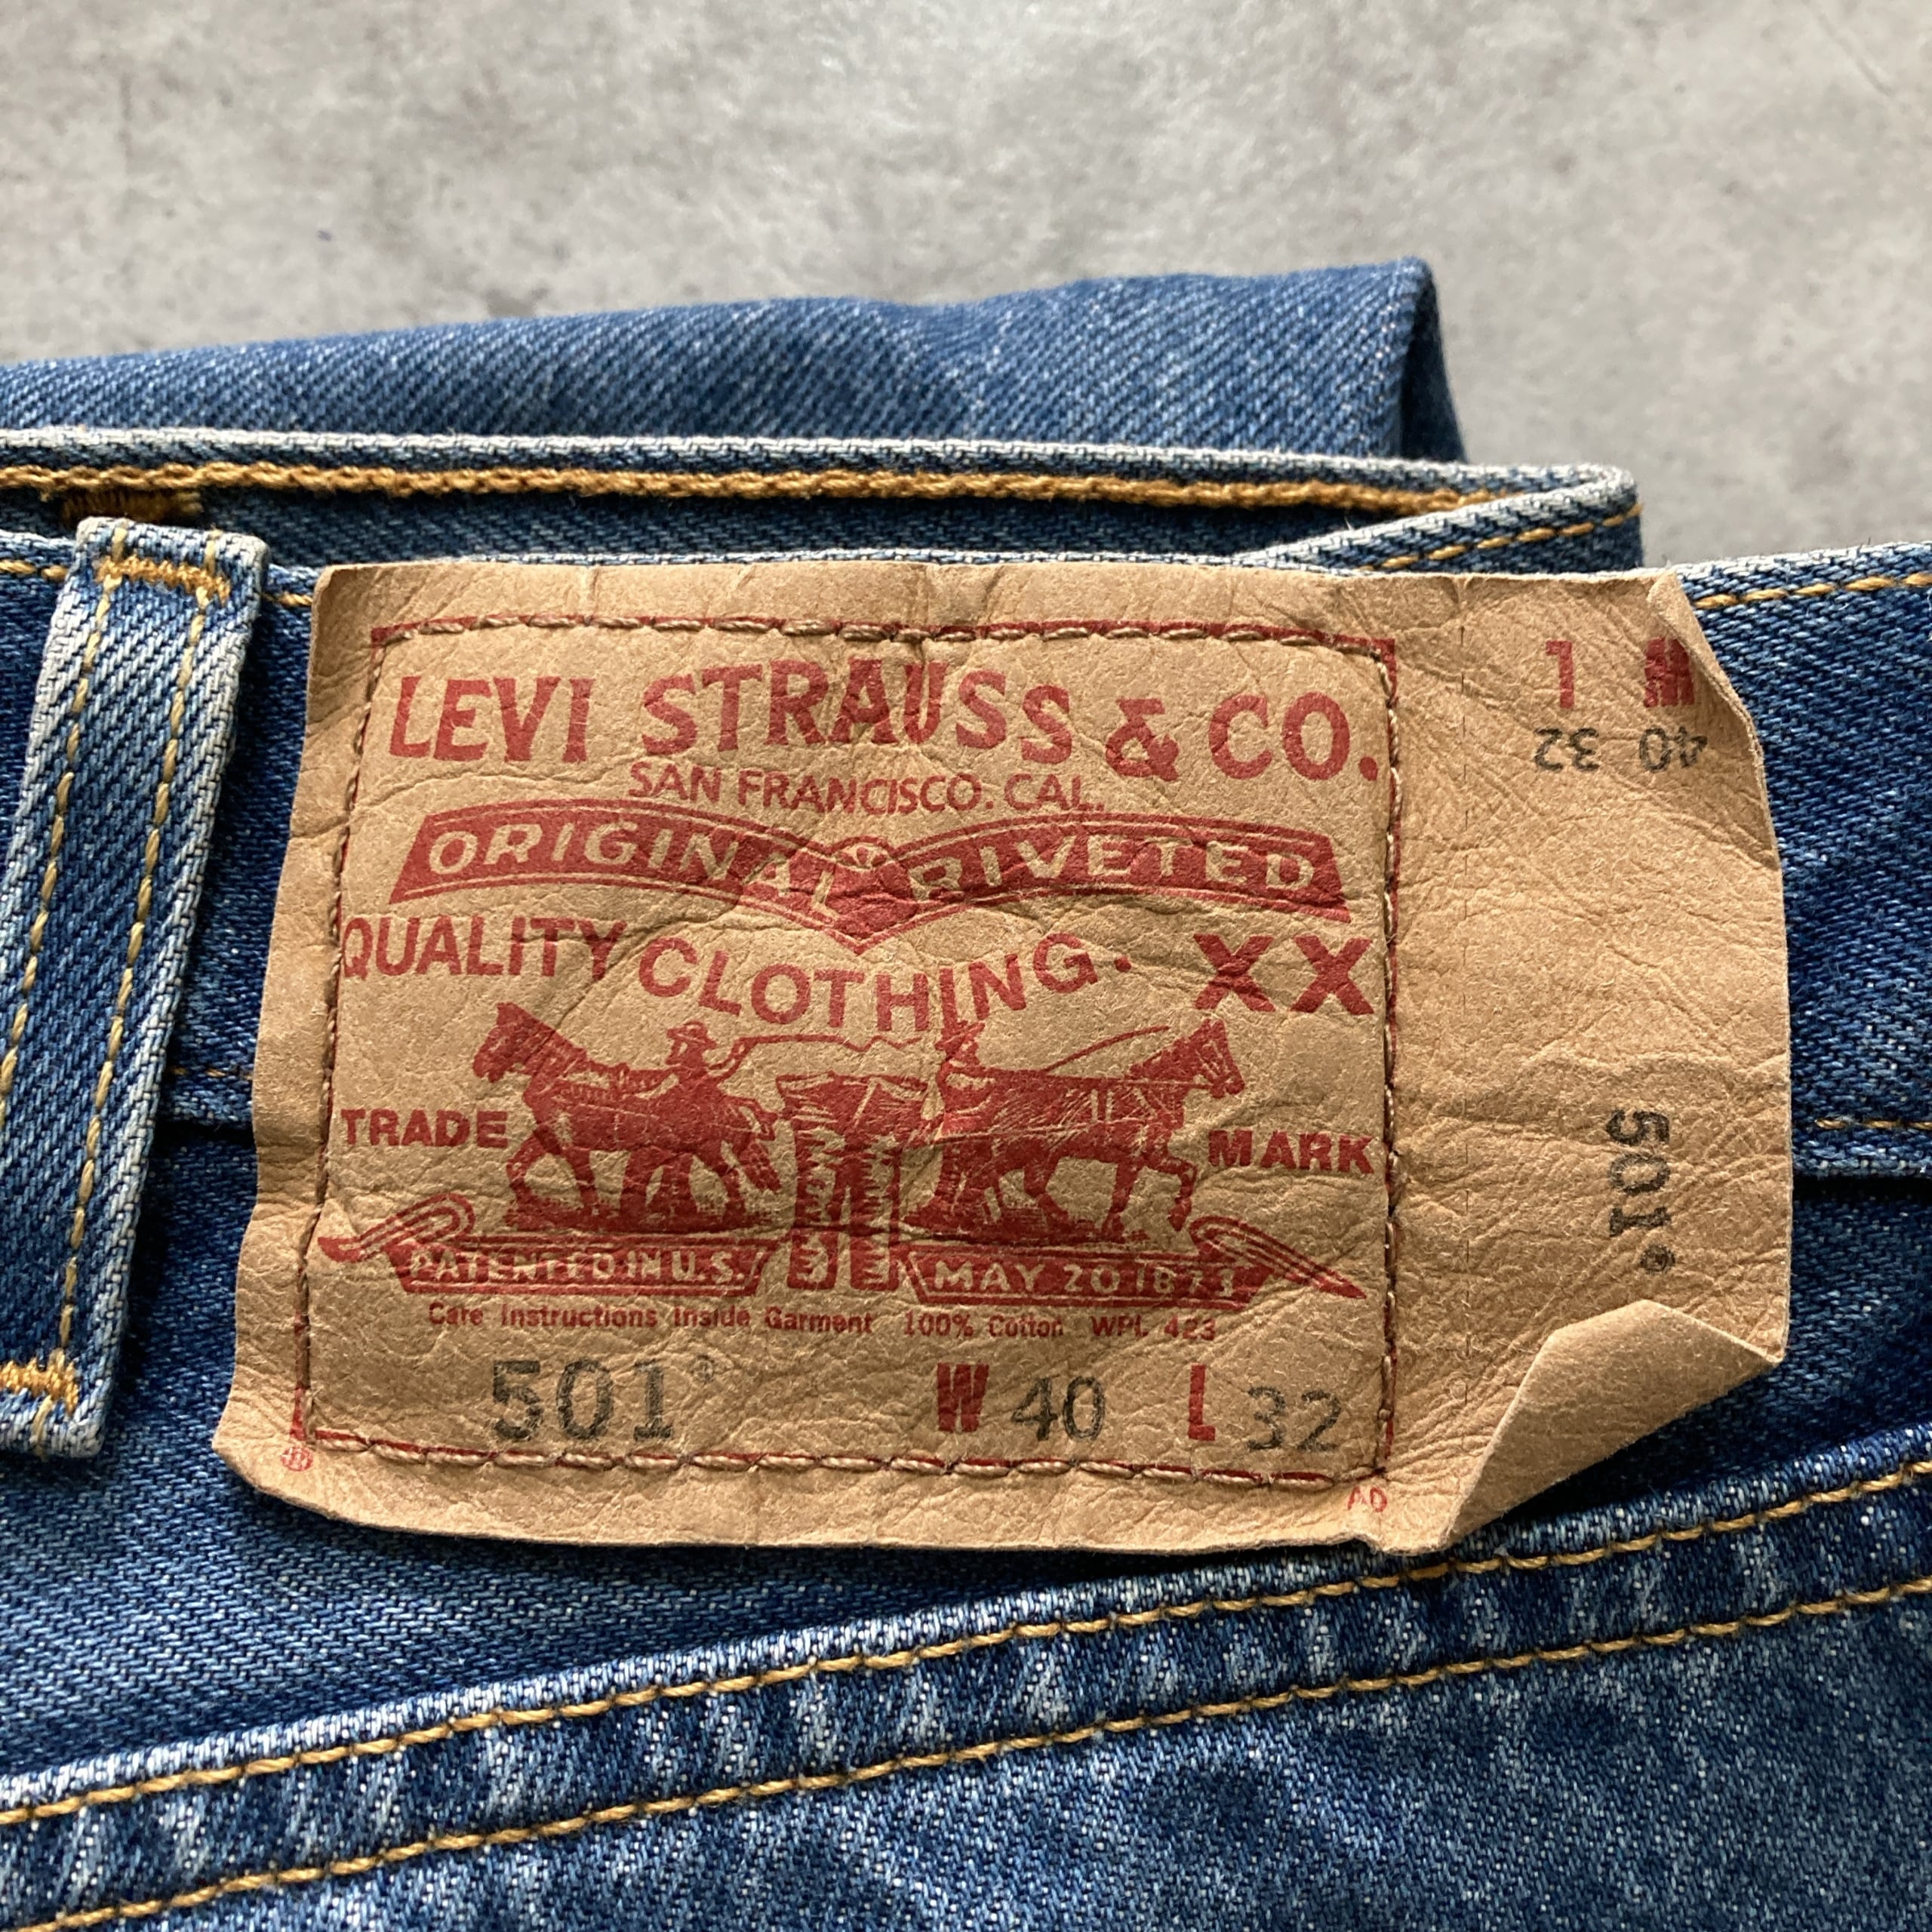 LEVI STRAUSS & CO.
SAN FRANCISCO. CAL.
ORIGINAL RIVETED
QUALITY CLOTHING. XX
TRADE MARK
PATENTED IN U.S. MAY 20 1873
Care Instructions Inside Garment 100% Cotton WPL 423
501® W 40 L 32
AD
W L
40 32
501®